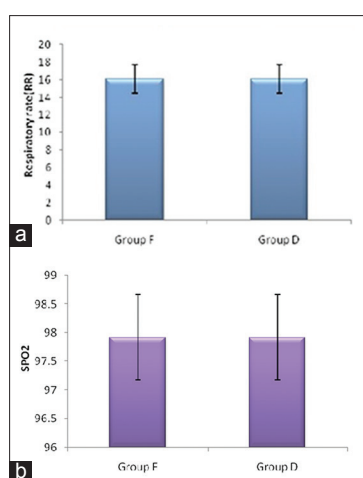 Respiratory rate(RR)
20
18
16
14
12
10
8
6
4
2
0
Group F
Group D
a
SPO2
99
98.5
98
97.5
97
96.5
96
Group F
Group D
b